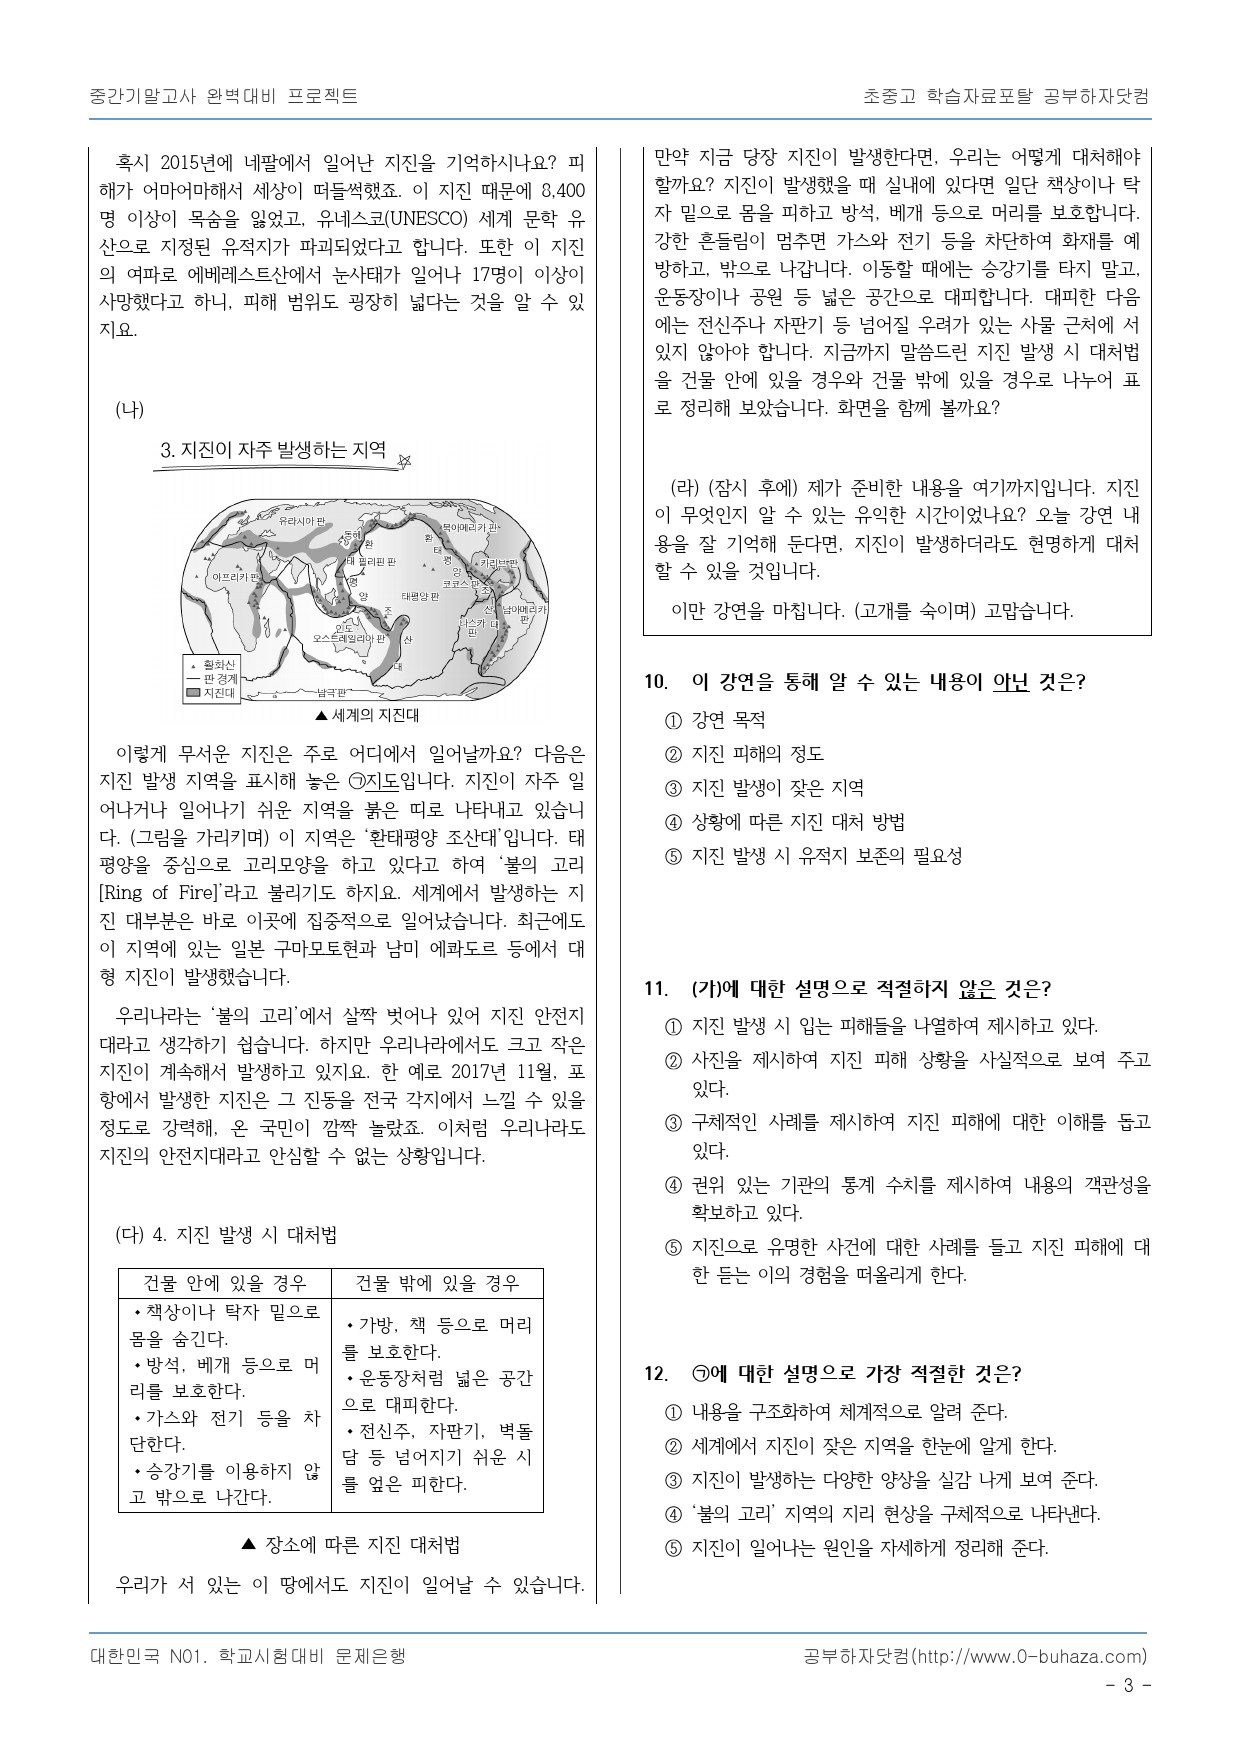 중간기말고사 완벽대비 프로젝트
초중고 학습자료포탈 공부하자닷컴
혹시 2015년에 네팔에서 일어난 지진을 기억하시나요? 피
해가 어마어마해서 세상이 떠들썩했죠. 이 지진 때문에 8,400
명 이상이 목숨을 잃었고, 유네스코(UNESCO) 세계 문학 유
산으로 지정된 유적지가 파괴되었다고 합니다. 또한 이 지진
의 여파로 에베레스트산에서 눈사태가 일어나 17명이 이상이
사망했다고 하니, 피해 범위도 굉장히 넓다는 것을 알 수 있
지요.
(나)
3. 지진이 자주 발생하는 지역
유라시아 판
동해
환
태
평
양
조
산
대
필리핀 판
아프리카 판
인도
오스트레일리아 판
태평양 판
북아메리카 판
환
태
평
양
조
산
대
카리브 판
코코스 판
나스카
판
남아메리카
판
남극 판
▲ 활화산
― 판 경계
지진대
▲ 세계의 지진대
이렇게 무서운 지진은 주로 어디에서 일어날까요? 다음은
지진 발생 지역을 표시해 놓은 ㉠지도입니다. 지진이 자주 일
어나거나 일어나기 쉬운 지역을 붉은 띠로 나타내고 있습니
다. (그림을 가리키며) 이 지역은 ‘환태평양 조산대’입니다. 태
평양을 중심으로 고리모양을 하고 있다고 하여 ‘불의 고리
[Ring of Fire]’라고 불리기도 하지요. 세계에서 발생하는 지
진 대부분은 바로 이곳에 집중적으로 일어났습니다. 최근에도
이 지역에 있는 일본 구마모토현과 남미 에콰도르 등에서 대
형 지진이 발생했습니다.
우리나라는 ‘불의 고리’에서 살짝 벗어나 있어 지진 안전지
대라고 생각하기 쉽습니다. 하지만 우리나라에서도 크고 작은
지진이 계속해서 발생하고 있지요. 한 예로 2017년 11월, 포
항에서 발생한 지진은 그 진동을 전국 각지에서 느낄 수 있을
정도로 강력해, 온 국민이 깜짝 놀랐죠. 이처럼 우리나라도
지진의 안전지대라고 안심할 수 없는 상황입니다.
(다) 4. 지진 발생 시 대처법
건물 안에 있을 경우
건물 밖에 있을 경우
• 책상이나 탁자 밑으로
몸을 숨긴다.
• 방석, 베개 등으로 머
리를 보호한다.
• 가스와 전기 등을 차
단한다.
• 승강기를 이용하지 않
고 밖으로 나간다.
• 가방, 책 등으로 머리
를 보호한다.
• 운동장처럼 넓은 공간
으로 대피한다.
• 전신주, 자판기, 벽돌
담 등 넘어지기 쉬운 시
를 엎은 피한다.
▲ 장소에 따른 지진 대처법
우리가 서 있는 이 땅에서도 지진이 일어날 수 있습니다.
만약 지금 당장 지진이 발생한다면, 우리는 어떻게 대처해야
할까요? 지진이 발생했을 때 실내에 있다면 일단 책상이나 탁
자 밑으로 몸을 피하고 방석, 베개 등으로 머리를 보호합니다.
강한 흔들림이 멈추면 가스와 전기 등을 차단하여 화재를 예
방하고, 밖으로 나갑니다. 이동할 때에는 승강기를 타지 말고,
운동장이나 공원 등 넓은 공간으로 대피합니다. 대피한 다음
에는 전신주나 자판기 등 넘어질 우려가 있는 사물 근처에 서
있지 않아야 합니다. 지금까지 말씀드린 지진 발생 시 대처법
을 건물 안에 있을 경우와 건물 밖에 있을 경우로 나누어 표
로 정리해 보았습니다. 화면을 함께 볼까요?
(라) (잠시 후에) 제가 준비한 내용을 여기까지입니다. 지진
이 무엇인지 알 수 있는 유익한 시간이었나요? 오늘 강연 내
용을 잘 기억해 둔다면, 지진이 발생하더라도 현명하게 대처
할 수 있을 것입니다.
이만 강연을 마칩니다. (고개를 숙이며) 고맙습니다.
10. 이 강연을 통해 알 수 있는 내용이 아닌 것은?
① 강연 목적
② 지진 피해의 정도
③ 지진 발생이 잦은 지역
④ 상황에 따른 지진 대처 방법
⑤ 지진 발생 시 유적지 보존의 필요성
11. (가)에 대한 설명으로 적절하지 않은 것은?
① 지진 발생 시 입는 피해들을 나열하여 제시하고 있다.
② 사진을 제시하여 지진 피해 상황을 사실적으로 보여 주고
있다.
③ 구체적인 사례를 제시하여 지진 피해에 대한 이해를 돕고
있다.
④ 권위 있는 기관의 통계 수치를 제시하여 내용의 객관성을
확보하고 있다.
⑤ 지진으로 유명한 사건에 대한 사례를 들고 지진 피해에 대
한 듣는 이의 경험을 떠올리게 한다.
12. ㉠에 대한 설명으로 가장 적절한 것은?
① 내용을 구조화하여 체계적으로 알려 준다.
② 세계에서 지진이 잦은 지역을 한눈에 알게 한다.
③ 지진이 발생하는 다양한 양상을 실감 나게 보여 준다.
④ ‘불의 고리’ 지역의 지리 현상을 구체적으로 나타낸다.
⑤ 지진이 일어나는 원인을 자세하게 정리해 준다.
대한민국 N01. 학교시험대비 문제은행
공부하자닷컴(http://www.0-buhaza.com)
- 3 -